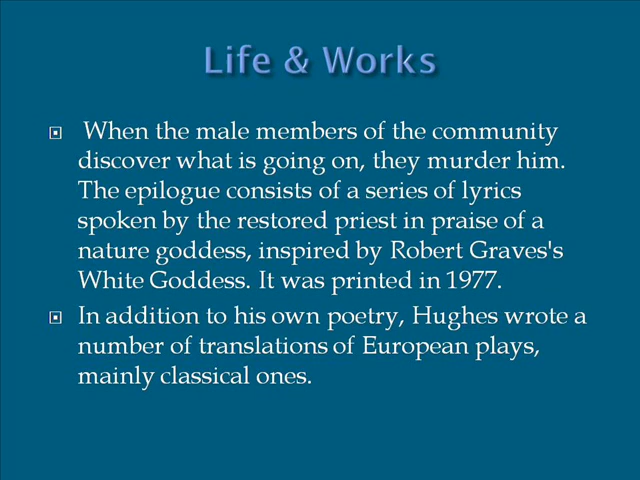 Life & Works
When the male members of the community
discover what is going on, they murder him.
The epilogue consists of a series of lyrics
spoken by the restored priest in praise of a
nature goddess, inspired by Robert Graves's
White Goddess. It was printed in 1977.
In addition to his own poetry, Hughes wrote a
number of translations of European plays,
mainly classical ones.